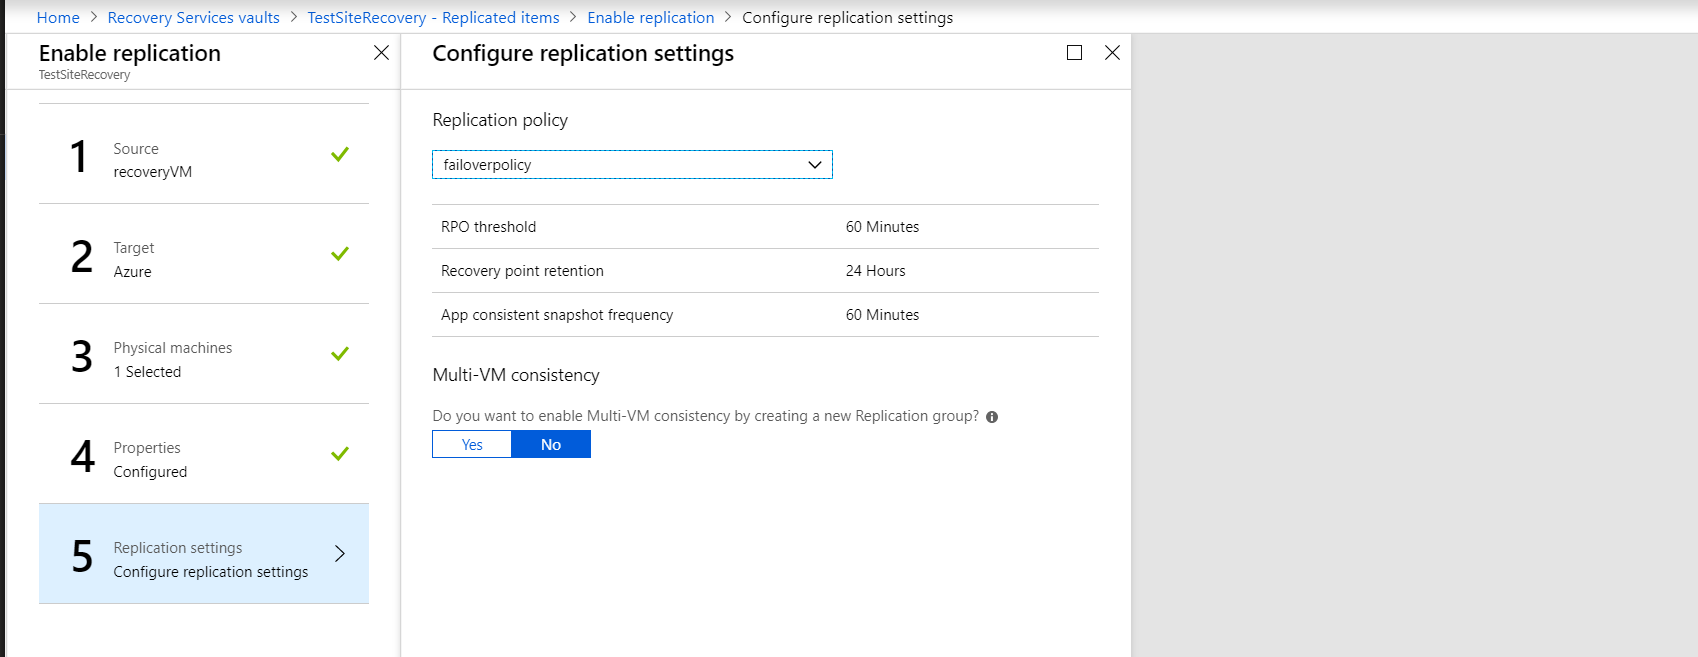 Home > Recovery Services vaults > TestSiteRecovery - Replicated items > Enable replication > Configure replication settings
Enable replication
TestSiteRecovery
1
Source
recoveryVM
2
Target
Azure
3
Physical machines
1 Selected
4
Properties
Configured
5
Replication settings
Configure replication settings
Configure replication settings
Replication policy
failoverpolicy
RPO threshold 60 Minutes
Recovery point retention 24 Hours
App consistent snapshot frequency 60 Minutes
Multi-VM consistency
Do you want to enable Multi-VM consistency by creating a new Replication group?
Yes No